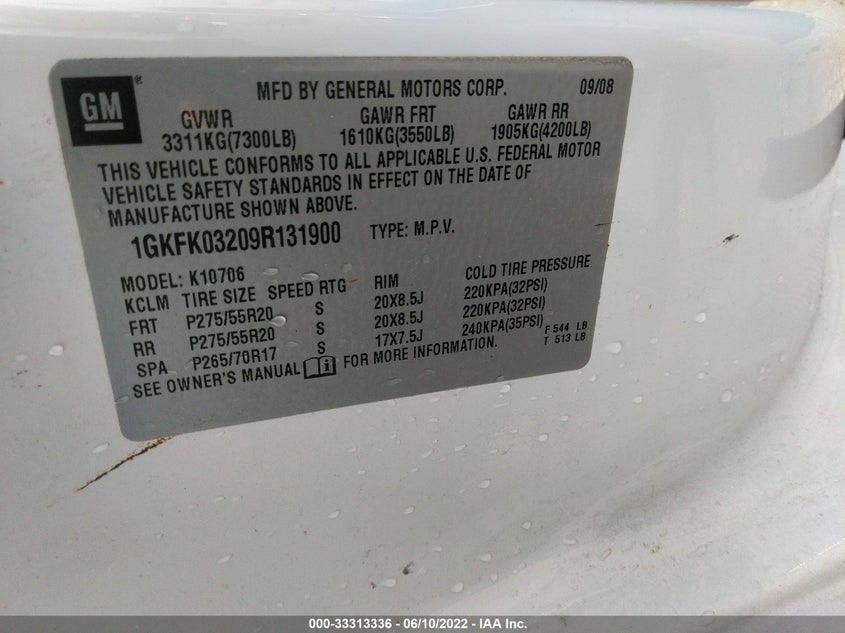 GM ®
MFD BY GENERAL MOTORS CORP. 09/08
GVWR GAWR FRT GAWR RR
3311KG(7300LB) 1610KG(3550LB) 1905KG(4200LB)
THIS VEHICLE CONFORMS TO ALL APPLICABLE U.S. FEDERAL MOTOR
VEHICLE SAFETY STANDARDS IN EFFECT ON THE DATE OF
MANUFACTURE SHOWN ABOVE.
1GKFK03209R131900 TYPE: M.P.V.
MODEL: K10706
KCLM TIRE SIZE SPEED RTG RIM COLD TIRE PRESSURE
FRT P275/55R20 S 20X8.5J 220KPA(32PSI)
RR P275/55R20 S 20X8.5J 220KPA(32PSI)
SPA P265/70R17 S 17X7.5J 240KPA(35PSI)
F 544 LB
T 513 LB
SEE OWNER'S MANUAL i FOR MORE INFORMATION.
000-33313336 - 06/10/2022 - IAA Inc.